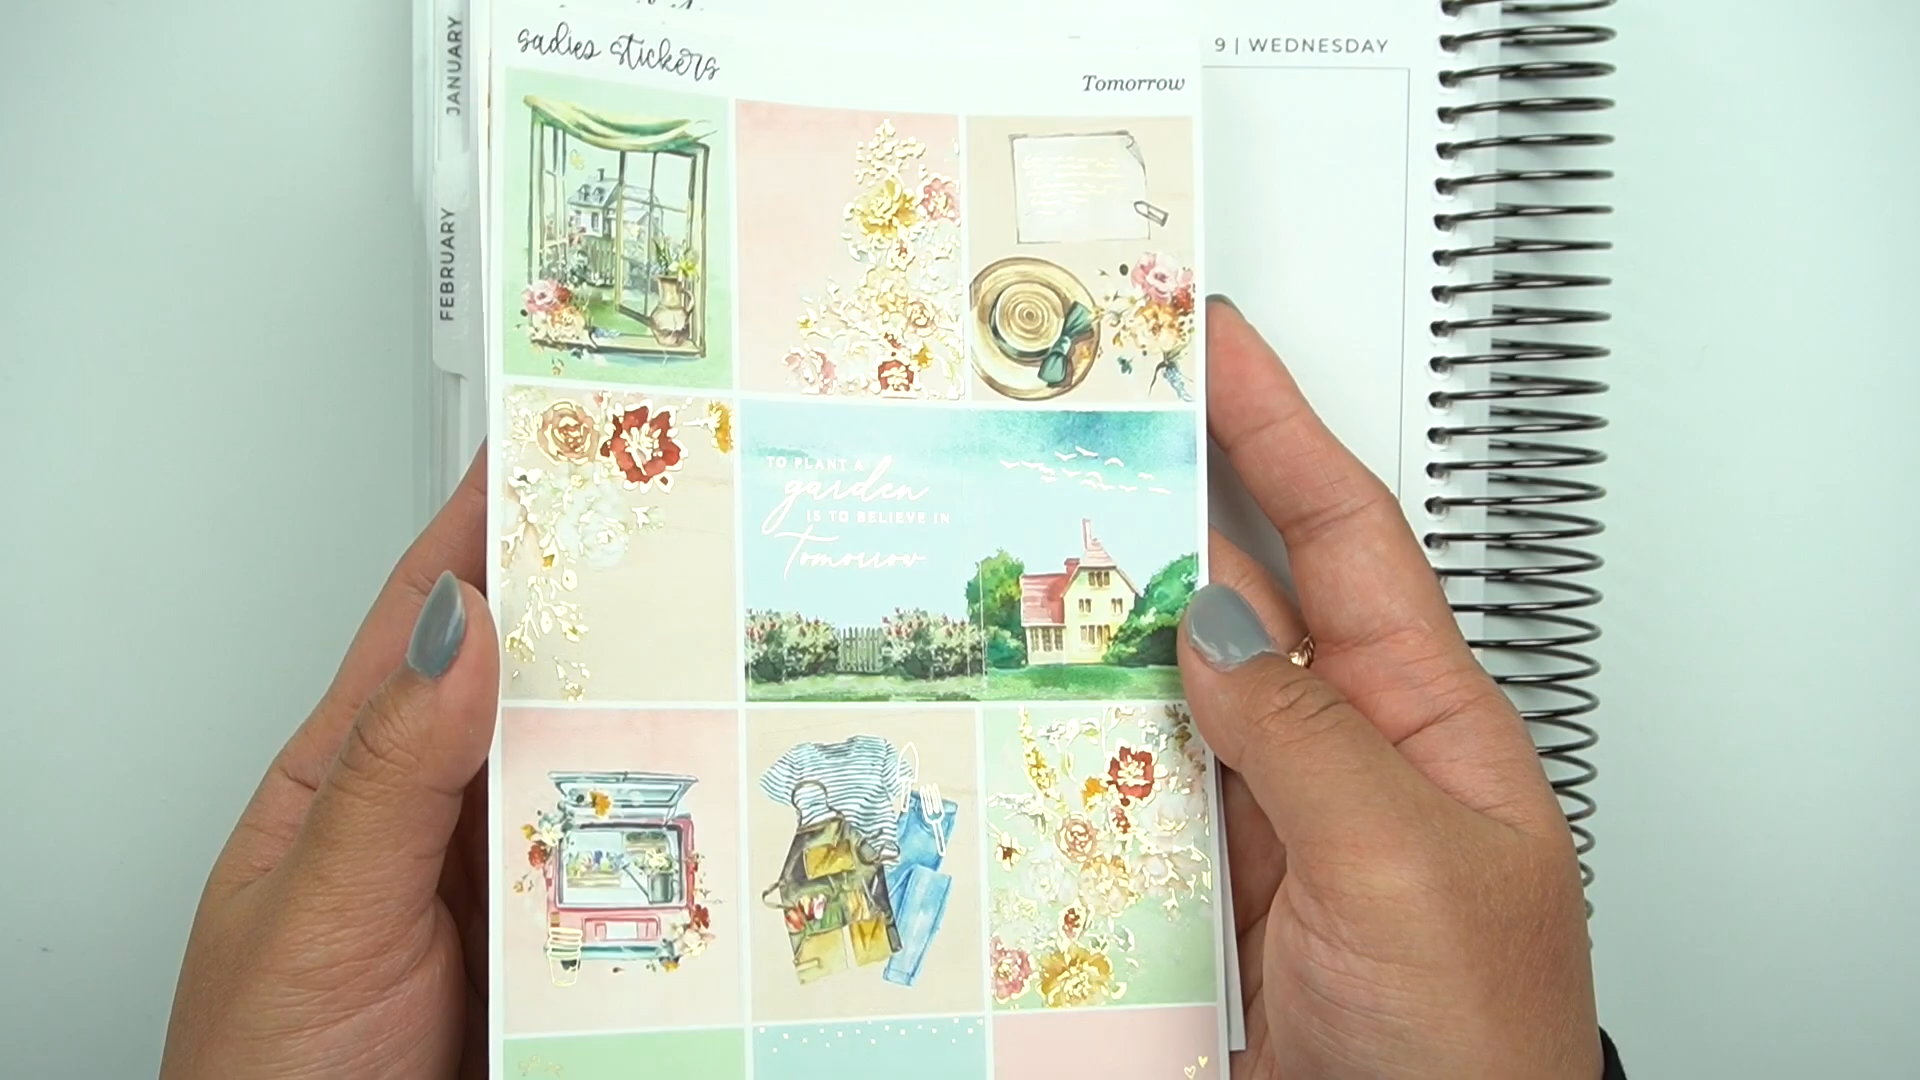 sadies stickers
Tomorrow
9 | WEDNESDAY
JANUARY
FEBRUARY
TO PLANT A
garden
IS TO BELIEVE IN
Tomorrow